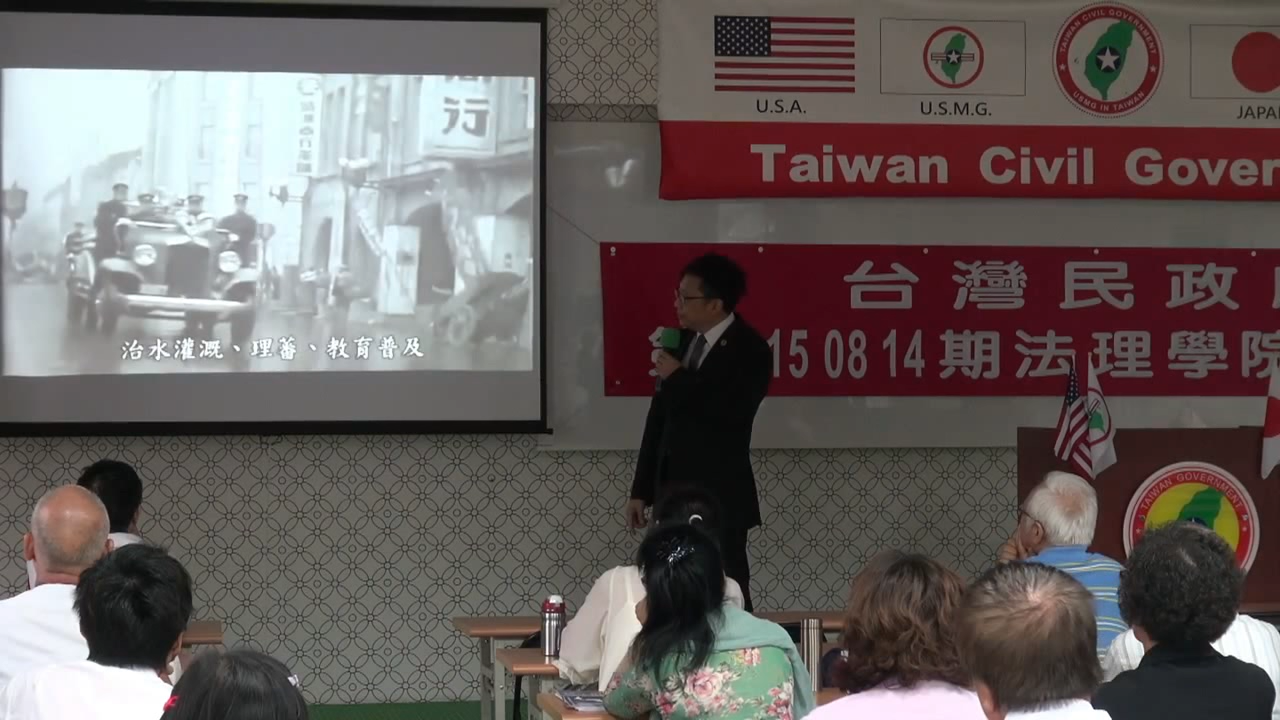 行
治水灌溉、理蕃、教育普及
U.S.A.
U.S.M.G.
TAIWAN CIVIL GOVERNMENT
USMG IN TAIWAN
JAPA
Taiwan Civil Gover
台灣民政
15 08 14 期法理學院
TAIWAN GOVERNMENT